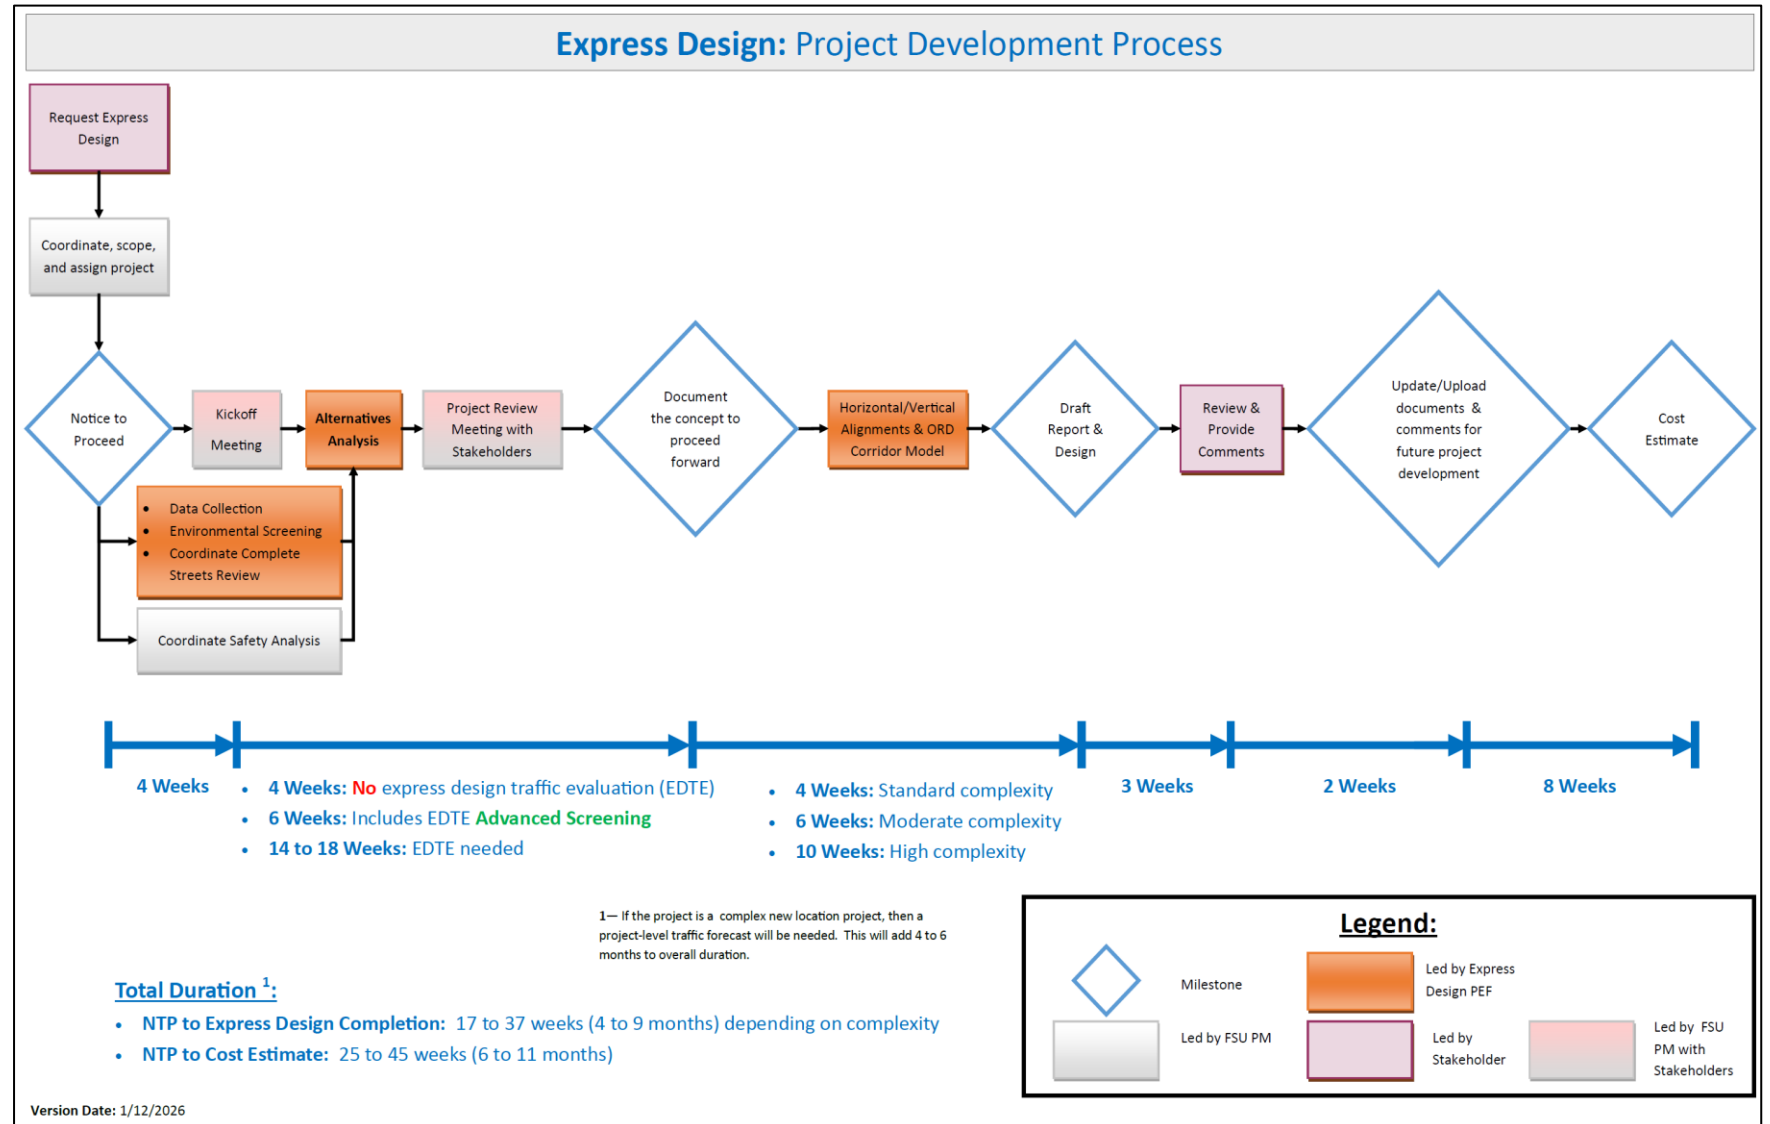 Express Design: Project Development Process
Request Express
Design
Coordinate, scope,
and assign project
Notice to
Proceed
Kickoff
Meeting
Alternatives
Analysis
Project Review
Meeting with
Stakeholders
Document
the concept to
proceed
forward
Horizontal/Vertical
Alignments & ORD
Corridor Model
Draft
Report &
Design
Review &
Provide
Comments
Update/Upload
documents &
comments for
future project
development
Cost
Estimate
• Data Collection
• Environmental Screening
• Coordinate Complete
Streets Review
Coordinate Safety Analysis
4 Weeks
• 4 Weeks: No express design traffic evaluation (EDTE)
• 6 Weeks: Includes EDTE Advanced Screening
• 14 to 18 Weeks: EDTE needed
• 4 Weeks: Standard complexity
• 6 Weeks: Moderate complexity
• 10 Weeks: High complexity
3 Weeks
2 Weeks
8 Weeks
1— If the project is a complex new location project, then a
project-level traffic forecast will be needed. This will add 4 to 6
months to overall duration.
Total Duration 1:
• NTP to Express Design Completion: 17 to 37 weeks (4 to 9 months) depending on complexity
• NTP to Cost Estimate: 25 to 45 weeks (6 to 11 months)
Legend:
Milestone
Led by Express
Design PEF
Led by FSU PM
Led by
Stakeholder
Led by FSU
PM with
Stakeholders
Version Date: 1/12/2026